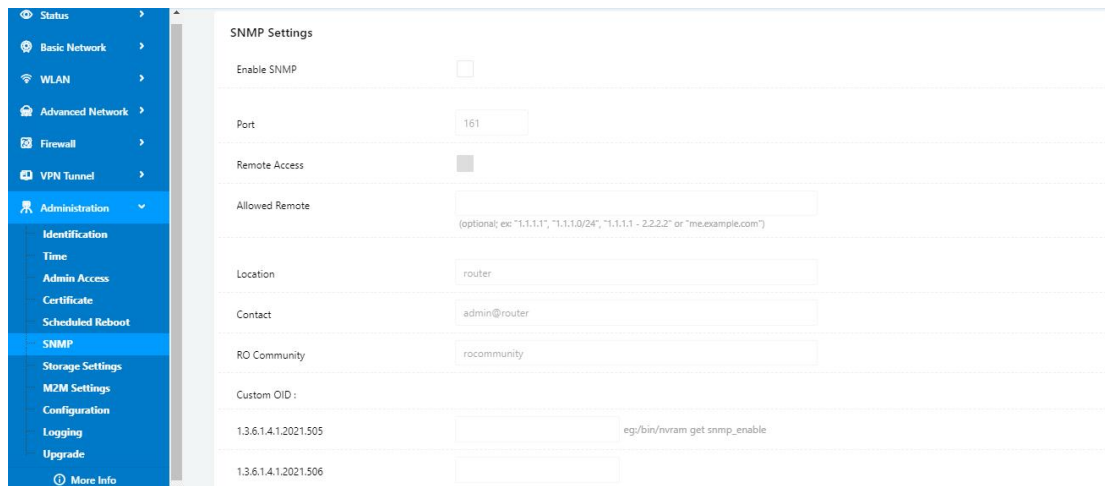 Status
Basic Network
WLAN
Advanced Network
Firewall
VPN Tunnel
Administration
Identification
Time
Admin Access
Certificate
Scheduled Reboot
SNMP
Storage Settings
M2M Settings
Configuration
Logging
Upgrade
More Info
SNMP Settings
Enable SNMP
Port 161
Remote Access
Allowed Remote
(optional; ex: "1.1.1.1", "1.1.1.0/24", "1.1.1.1 - 2.2.2.2" or "me.example.com")
Location router
Contact admin@router
RO Community rocommunity
Custom OID :
1.3.6.1.4.1.2021.505 eg:/bin/nvram get snmp_enable
1.3.6.1.4.1.2021.506